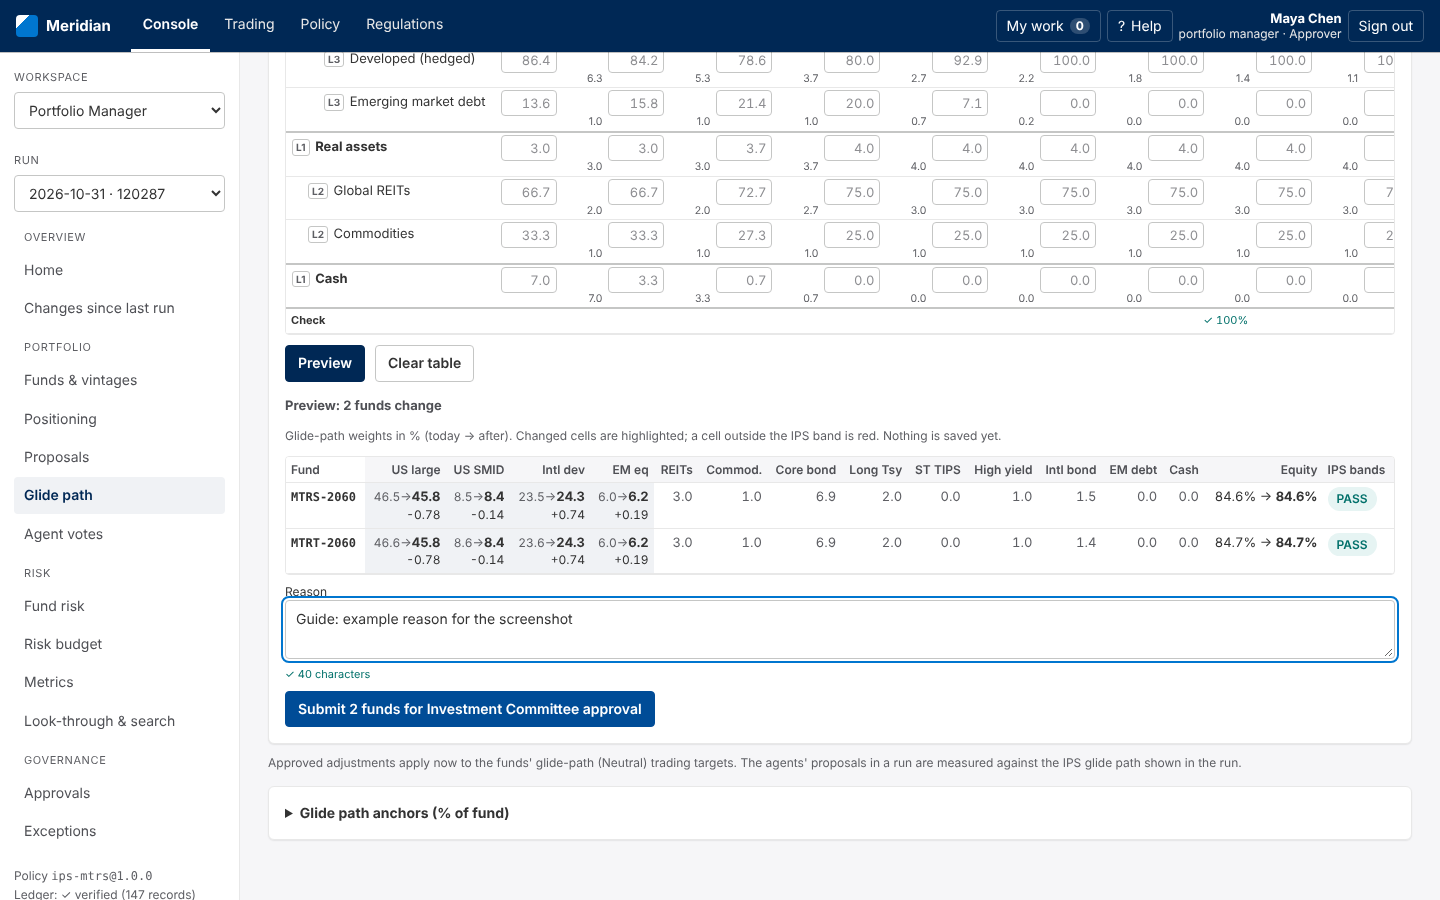 Meridian Console Trading Policy Regulations My work 0 ? Help Maya Chen portfolio manager · Approver Sign out
WORKSPACE
Portfolio Manager
RUN
2026-10-31 · 120287
OVERVIEW
Home
Changes since last run
PORTFOLIO
Funds & vintages
Positioning
Proposals
Glide path
Agent votes
RISK
Fund risk
Risk budget
Metrics
Look-through & search
GOVERNANCE
Approvals
Exceptions
Policy ips-mtrs@1.0.0
Ledger: ✓ verified (147 records)
L3 Developed (hedged) 86.4 84.2 78.6 80.0 92.9 100.0 100.0 100.0 10
6.3 5.3 3.7 2.7 2.2 1.8 1.4 1.1
L3 Emerging market debt 13.6 15.8 21.4 20.0 7.1 0.0 0.0 0.0
1.0 1.0 1.0 0.7 0.2 0.0 0.0 0.0
L1 Real assets 3.0 3.0 3.7 4.0 4.0 4.0 4.0 4.0
3.0 3.0 3.7 4.0 4.0 4.0 4.0 4.0
L2 Global REITs 66.7 66.7 72.7 75.0 75.0 75.0 75.0 75.0 7
2.0 2.0 2.7 3.0 3.0 3.0 3.0 3.0
L2 Commodities 33.3 33.3 27.3 25.0 25.0 25.0 25.0 25.0 2
1.0 1.0 1.0 1.0 1.0 1.0 1.0 1.0
L1 Cash 7.0 3.3 0.7 0.0 0.0 0.0 0.0 0.0
7.0 3.3 0.7 0.0 0.0 0.0 0.0 0.0
Check ✓ 100%
Preview Clear table
Preview: 2 funds change
Glide-path weights in % (today → after). Changed cells are highlighted; a cell outside the IPS band is red. Nothing is saved yet.
Fund US large US SMID Intl dev EM eq REITs Commod. Core bond Long Tsy ST TIPS High yield Intl bond EM debt Cash Equity IPS bands
MTRS-2060 46.5→45.8 8.5→8.4 23.5→24.3 6.0→6.2 3.0 1.0 6.9 2.0 0.0 1.0 1.5 0.0 0.0 84.6% → 84.6% PASS
-0.78 -0.14 +0.74 +0.19
MTRT-2060 46.6→45.8 8.6→8.4 23.6→24.3 6.0→6.2 3.0 1.0 6.9 2.0 0.0 1.0 1.4 0.0 0.0 84.7% → 84.7% PASS
-0.78 -0.14 +0.74 +0.19
Reason
Guide: example reason for the screenshot
✓ 40 characters
Submit 2 funds for Investment Committee approval
Approved adjustments apply now to the funds' glide-path (Neutral) trading targets. The agents' proposals in a run are measured against the IPS glide path shown in the run.
▶ Glide path anchors (% of fund)